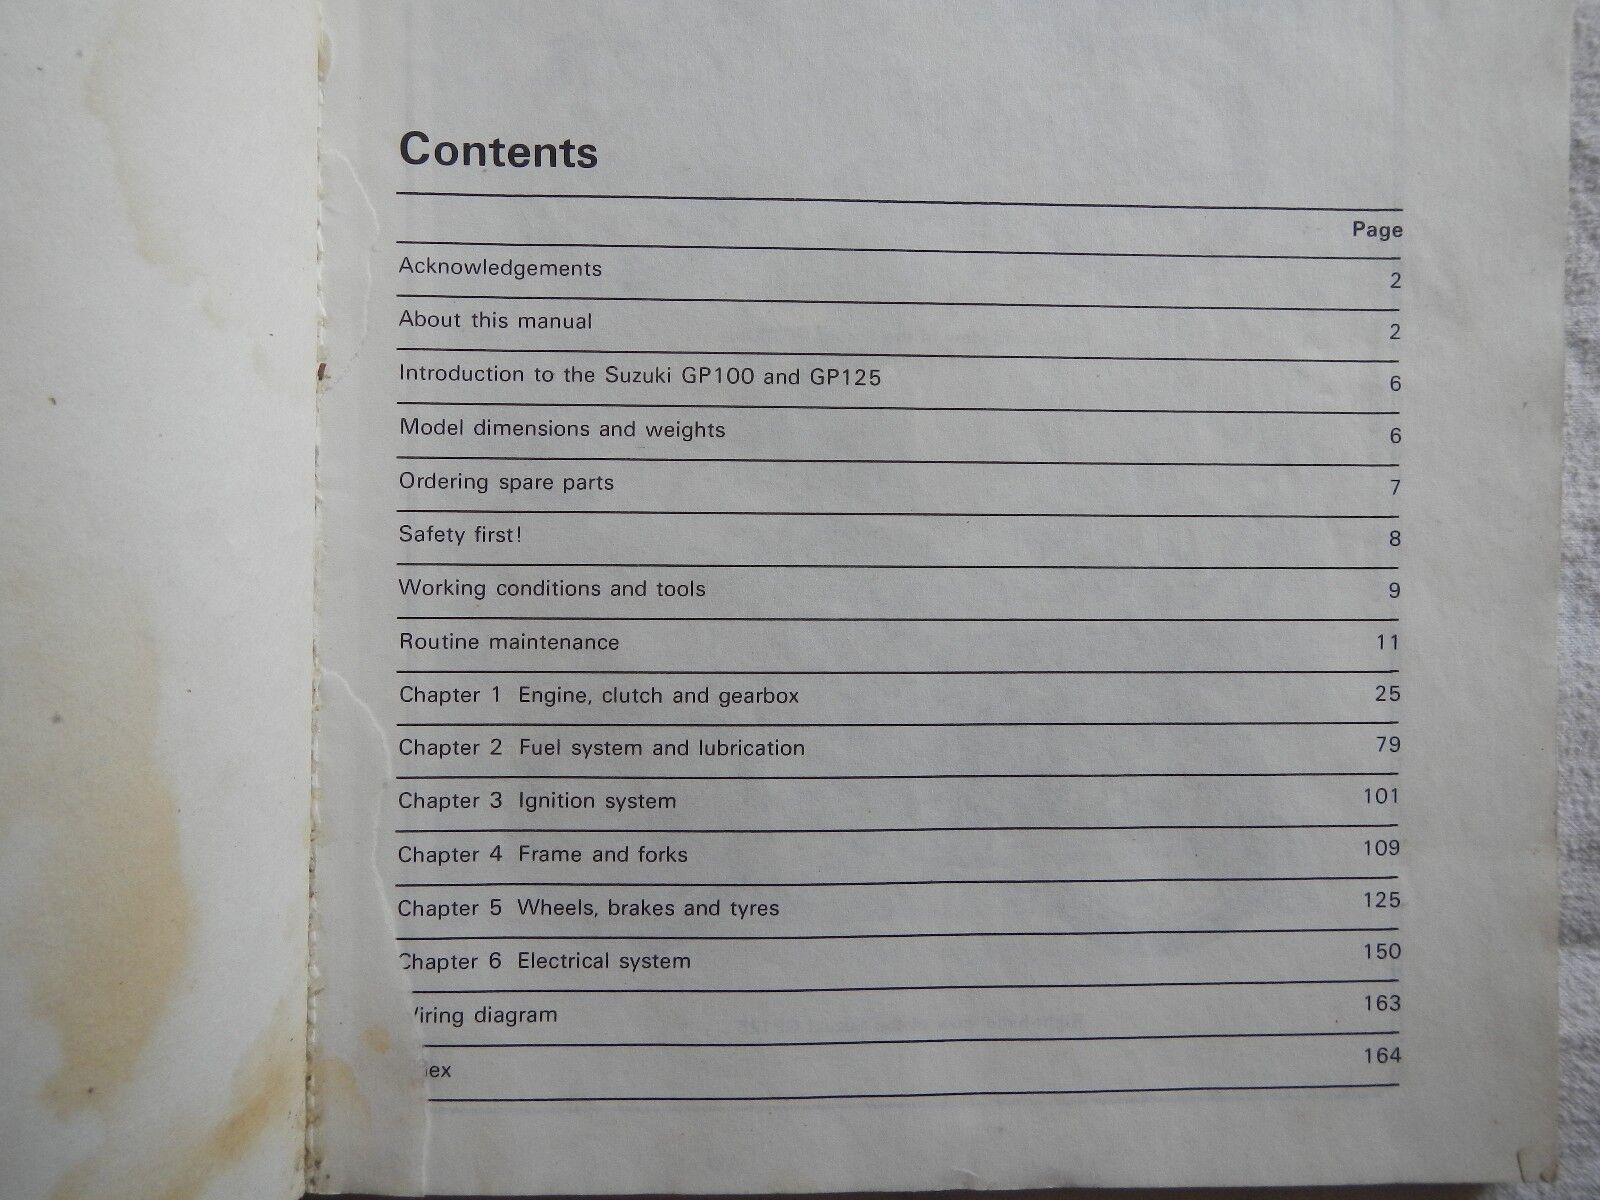 Contents
Page
Acknowledgements 2
About this manual 2
Introduction to the Suzuki GP100 and GP125 6
Model dimensions and weights 6
Ordering spare parts 7
Safety first! 8
Working conditions and tools 9
Routine maintenance 11
Chapter 1 Engine, clutch and gearbox 25
Chapter 2 Fuel system and lubrication 79
Chapter 3 Ignition system 101
Chapter 4 Frame and forks 109
Chapter 5 Wheels, brakes and tyres 125
Chapter 6 Electrical system 150
iring diagram 163
ex 164